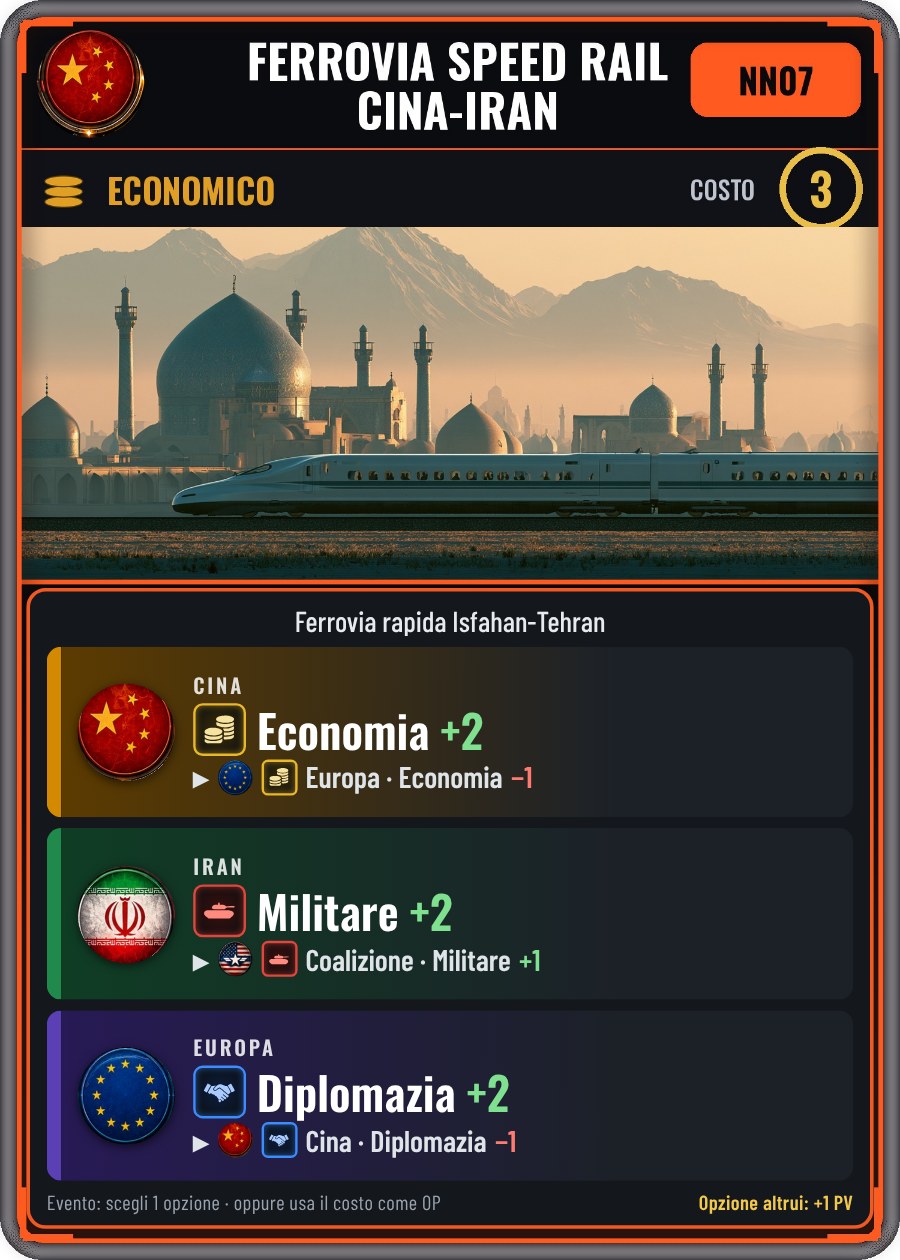 FERROVIA SPEED RAIL
CINA-IRAN
NN07
ECONOMICO
COSTO
3
Ferrovia rapida Isfahan-Tehran
CINA
Economia +2
▶ Europa · Economia −1
IRAN
Militare +2
▶ Coalizione · Militare +1
EUROPA
Diplomazia +2
▶ Cina · Diplomazia −1
Evento: scegli 1 opzione · oppure usa il costo come OP
Opzione altrui: +1 PV